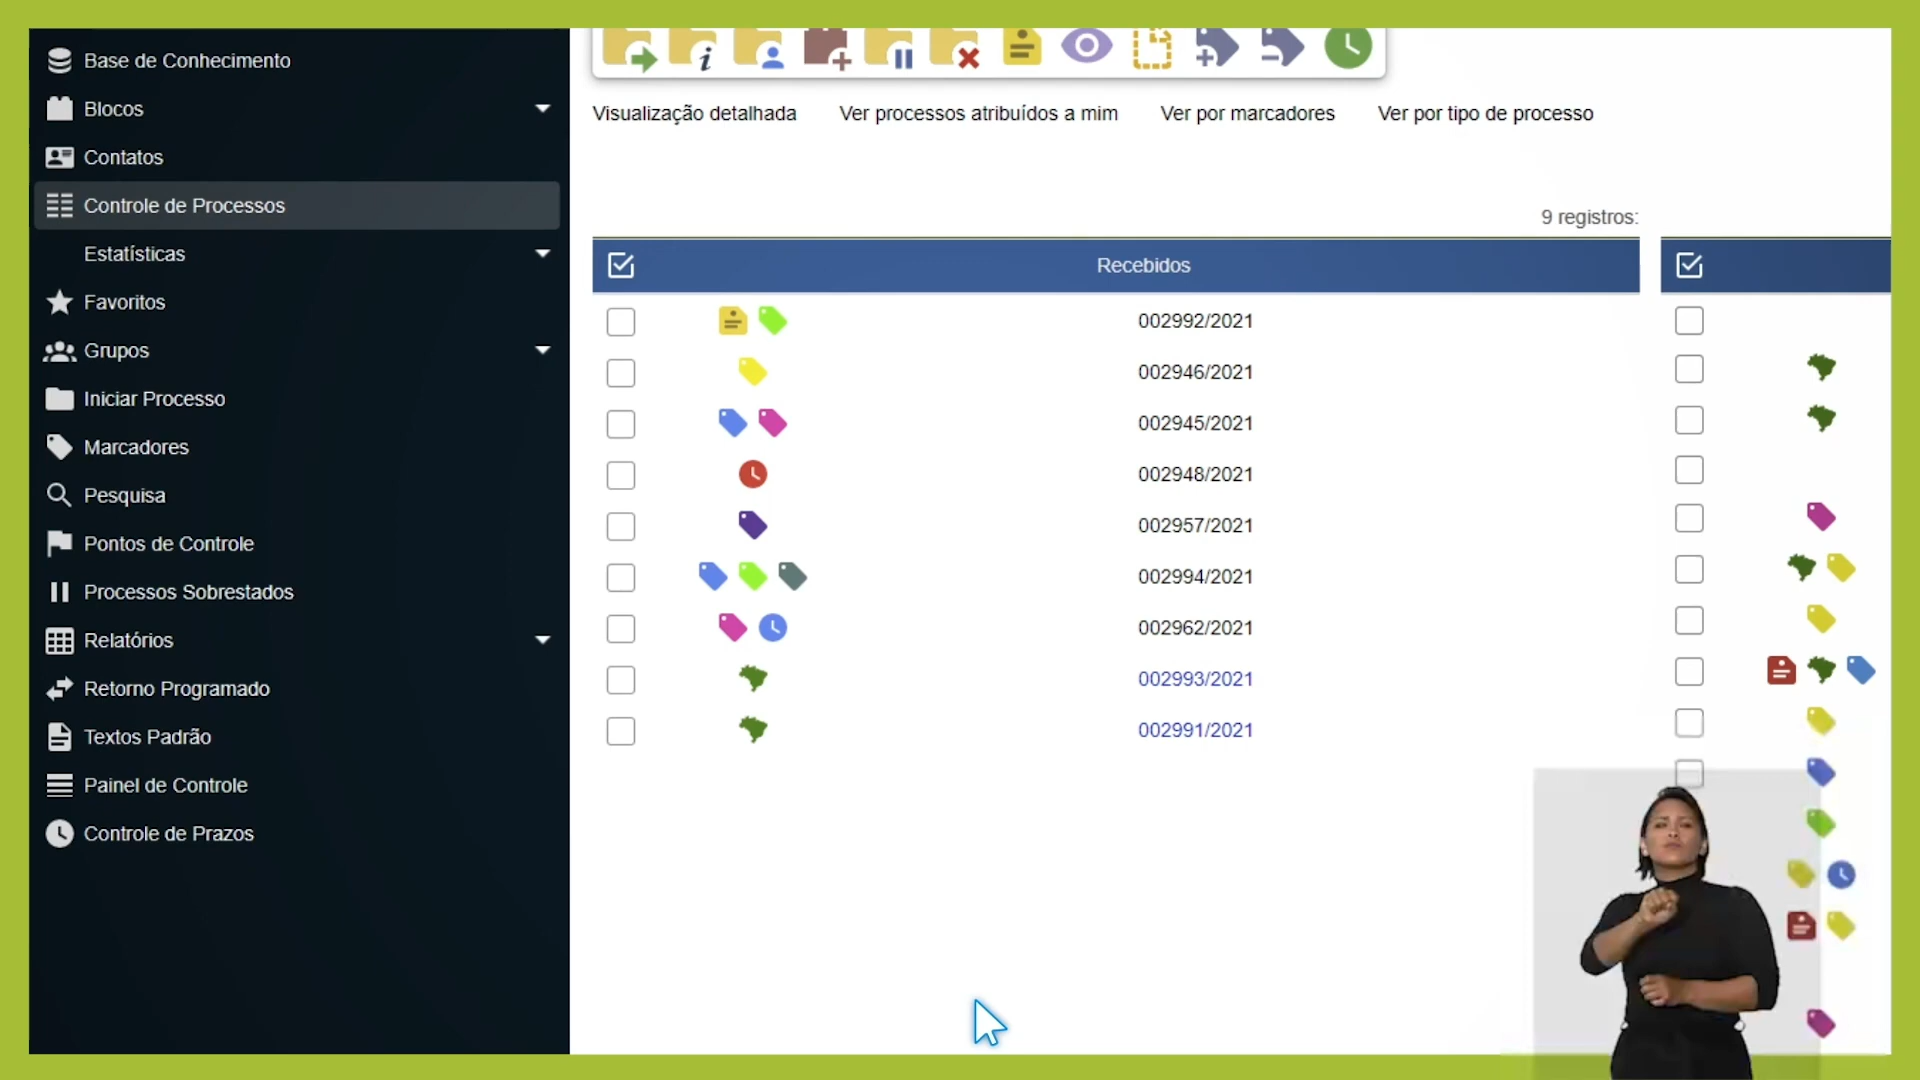 Base de Conhecimento
Blocos
Contatos
Controle de Processos
Estatísticas
Favoritos
Grupos
Iniciar Processo
Marcadores
Pesquisa
Pontos de Controle
Processos Sobrestados
Relatórios
Retorno Programado
Textos Padrão
Painel de Controle
Controle de Prazos
Visualização detalhada Ver processos atribuídos a mim Ver por marcadores Ver por tipo de processo
9 registros:
Recebidos
002992/2021
002946/2021
002945/2021
002948/2021
002957/2021
002994/2021
002962/2021
002993/2021
002991/2021